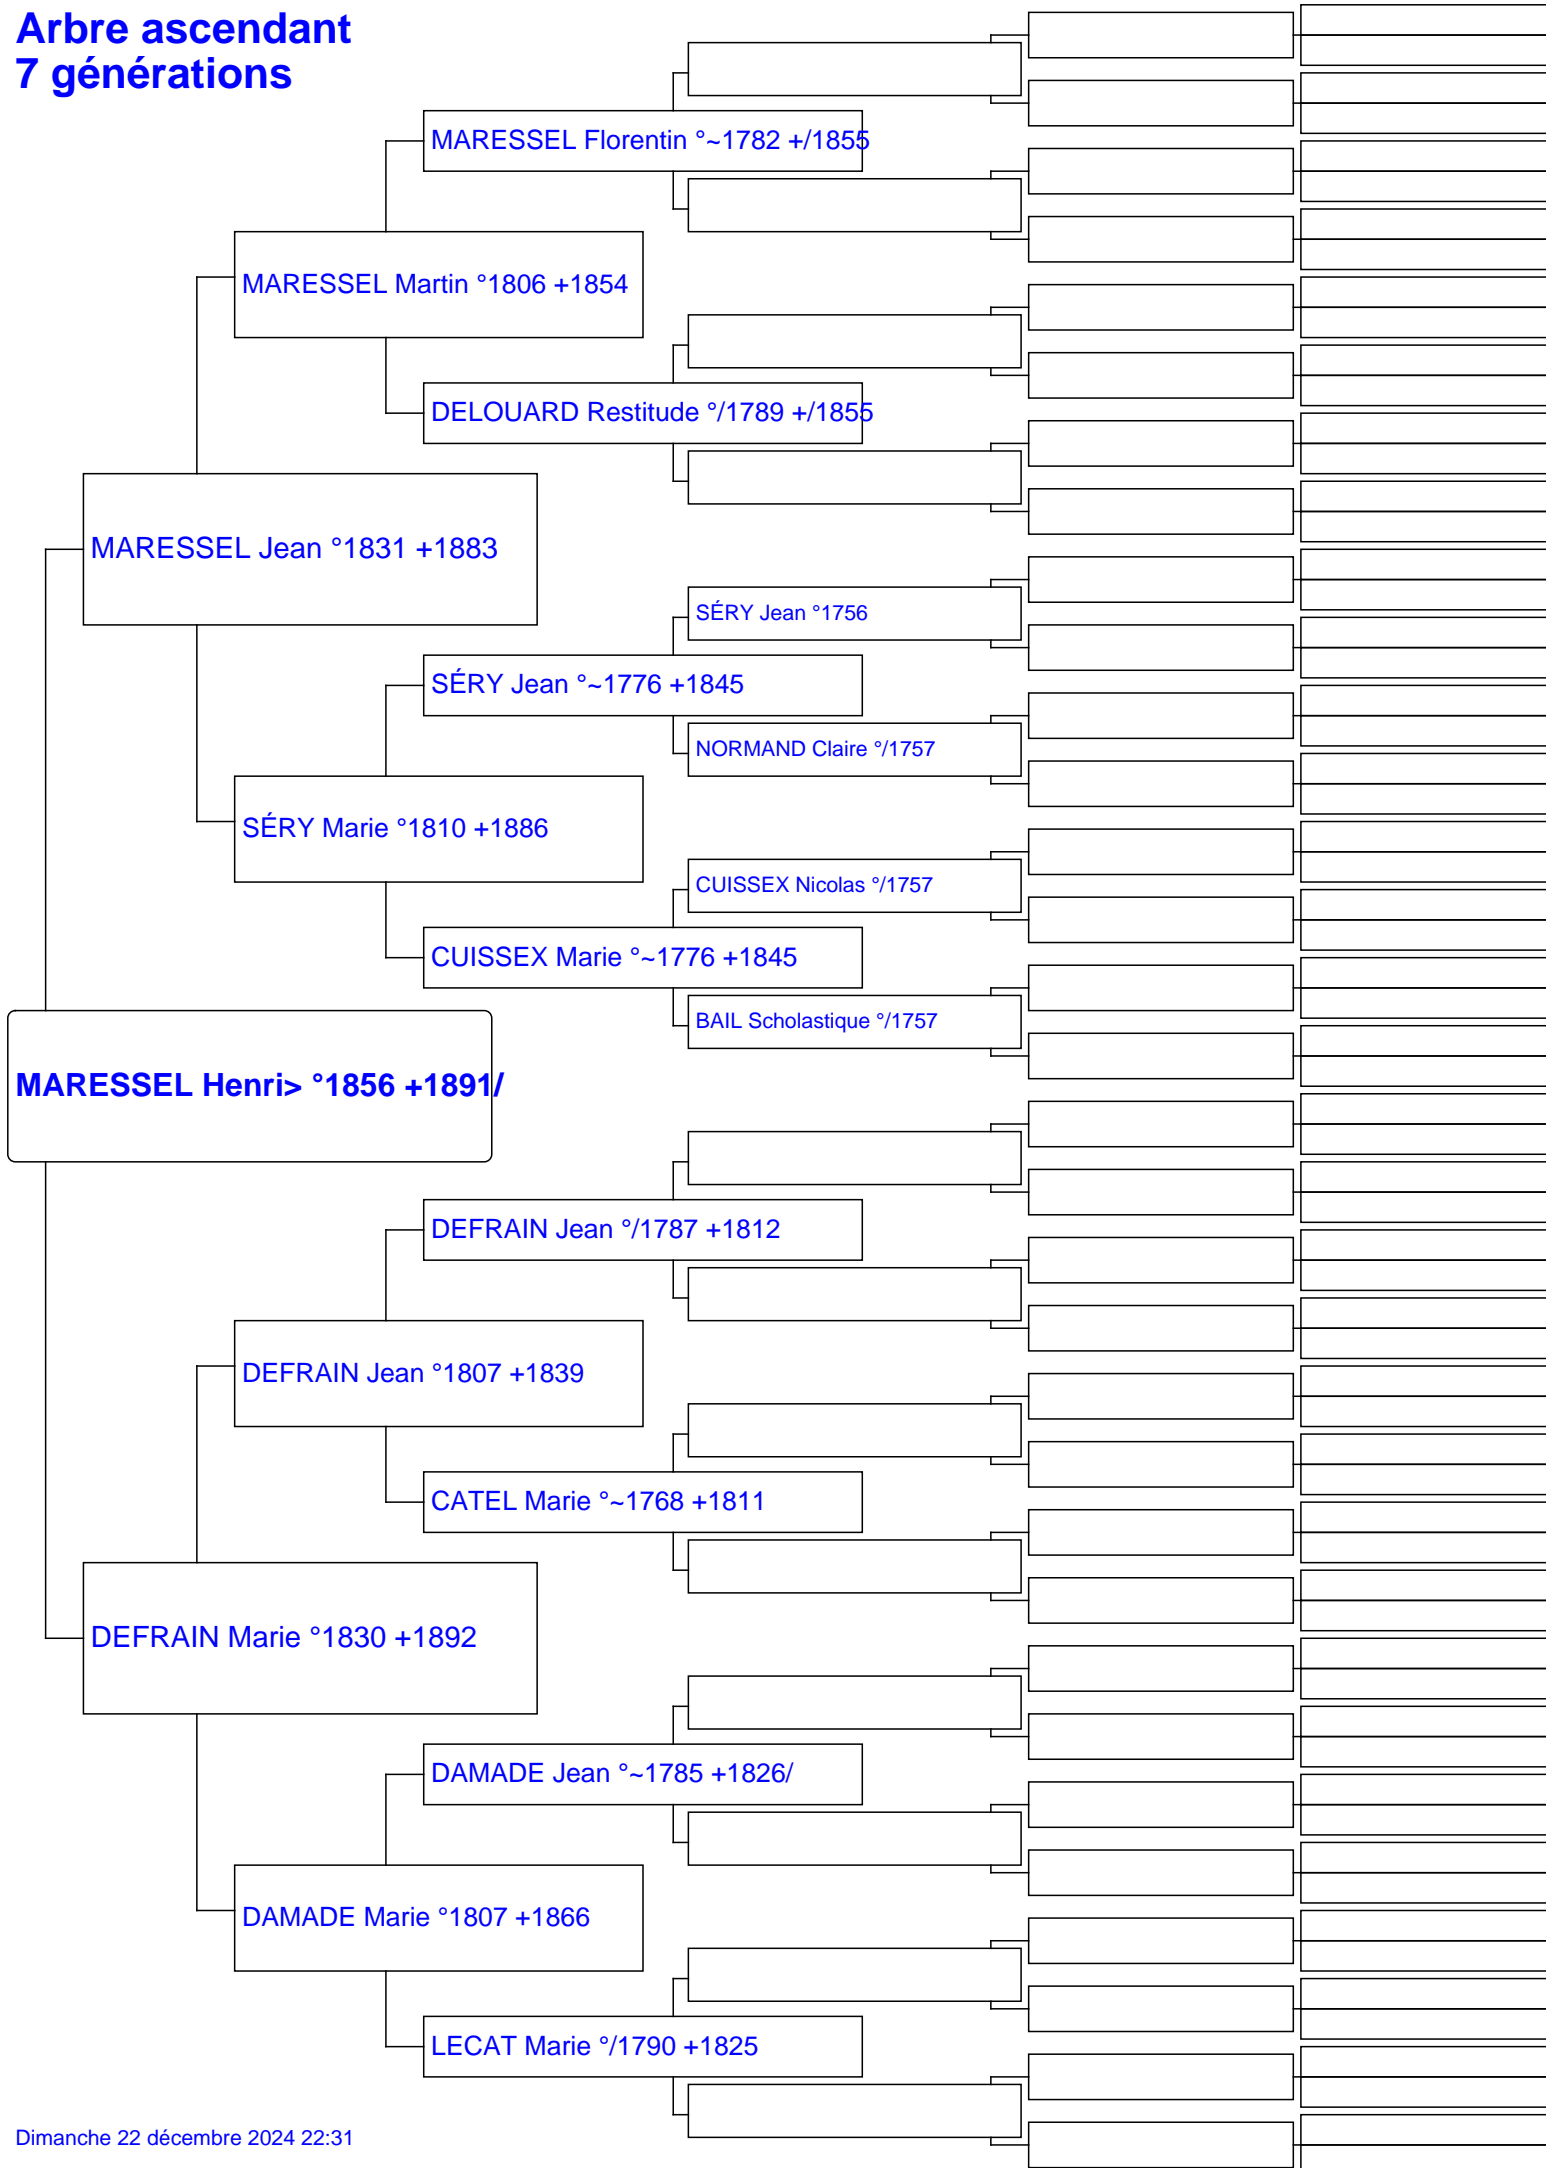 Arbre ascendant
7 générations
MARESSEL Florentin °~1782 +/1855
MARESSEL Martin °1806 +1854
DELOUARD Restitude °/1789 +/1855
MARESSEL Jean °1831 +1883
SÉRY Jean °1756
SÉRY Jean °~1776 +1845
NORMAND Claire °/1757
SÉRY Marie °1810 +1886
CUISSEX Nicolas °/1757
CUISSEX Marie °~1776 +1845
BAIL Scholastique °/1757
MARESSEL Henri> °1856 +1891/
DEFRAIN Jean °/1787 +1812
DEFRAIN Jean °1807 +1839
CATEL Marie °~1768 +1811
DEFRAIN Marie °1830 +1892
DAMADE Jean °~1785 +1826/
DAMADE Marie °1807 +1866
LECAT Marie °/1790 +1825
Dimanche 22 décembre 2024 22:31